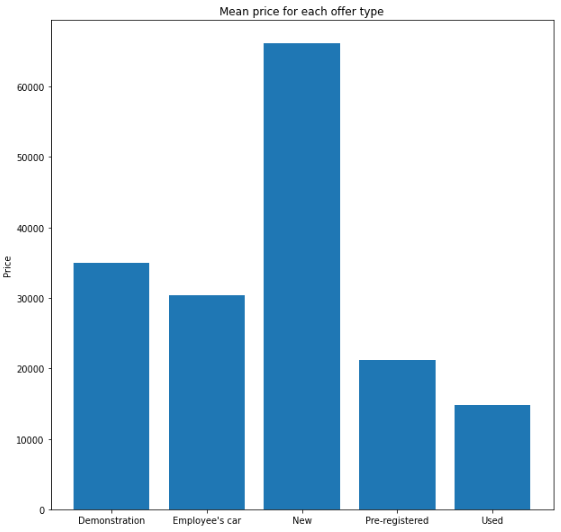 Mean price for each offer type
Price
60000
50000
40000
30000
20000
10000
0
Demonstration Employee's car New Pre-registered Used